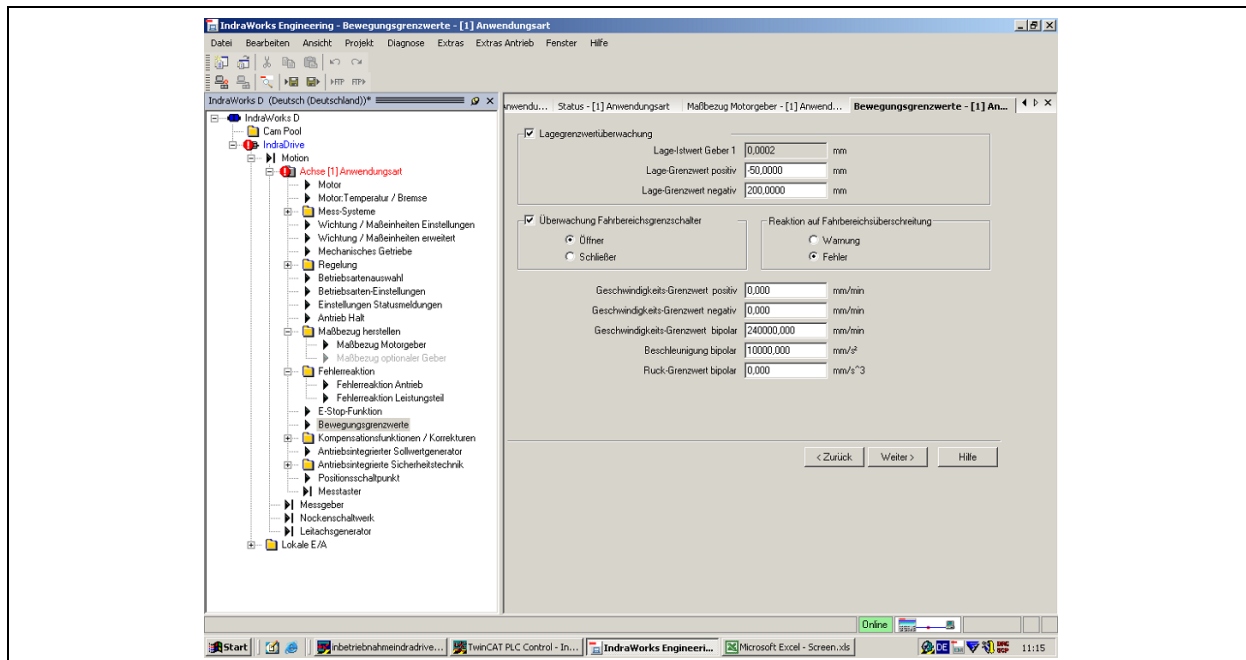 IndraWorks Engineering - Bewegungsgrenzwerte - [1] Anwendungsart
Datei Bearbeiten Ansicht Projekt Diagnose Extras Extras Antrieb Fenster Hilfe
FTP FTP
IndraWorks D (Deutsch (Deutschland))*
IndraWorks D
Cam Pool
IndraDrive
Motion
Achse [1] Anwendungsart
Motor
Motor:Temperatur / Bremse
Mess-Systeme
Wichtung / Maßeinheiten Einstellungen
Wichtung / Maßeinheiten erweitert
Mechanisches Getriebe
Regelung
Betriebsartenauswahl
Betriebsarten-Einstellungen
Einstellungen Statusmeldungen
Antrieb Halt
Maßbezug herstellen
Maßbezug Motorgeber
Maßbezug optionaler Geber
Fehlerreaktion
Fehlerreaktion Antrieb
Fehlerreaktion Leistungsteil
E-Stop-Funktion
Bewegungsgrenzwerte
Kompensationsfunktionen / Korrekturen
Antriebsintegrierter Sollwertgenerator
Antriebsintegrierte Sicherheitstechnik
Positionsschaltpunkt
Messtaster
Messgeber
Nockenschaltwerk
Leitachsgenerator
Lokale E/A
nwendu... Status - [1] Anwendungsart Maßbezug Motorgeber - [1] Anwend... Bewegungsgrenzwerte - [1] An...
Lagegrenzwertüberwachung
Lage-Istwert Geber 1 0,0002 mm
Lage-Grenzwert positiv -50,0000 mm
Lage-Grenzwert negativ 200,0000 mm
Überwachung Fahrbereichsgrenzschalter
Öffner
Schließer
Reaktion auf Fahrbereichsüberschreitung
Warnung
Fehler
Geschwindigkeits-Grenzwert positiv 0,000 mm/min
Geschwindigkeits-Grenzwert negativ 0,000 mm/min
Geschwindigkeits-Grenzwert bipolar 240000,000 mm/min
Beschleunigung bipolar 10000,000 mm/s²
Ruck-Grenzwert bipolar 0,000 mm/s^3
< Zurück Weiter > Hilfe
Online
Start inbetriebnahmeindradrive... TwinCAT PLC Control - In... IndraWorks Engineeri... Microsoft Excel - Screen.xls DE 11:15